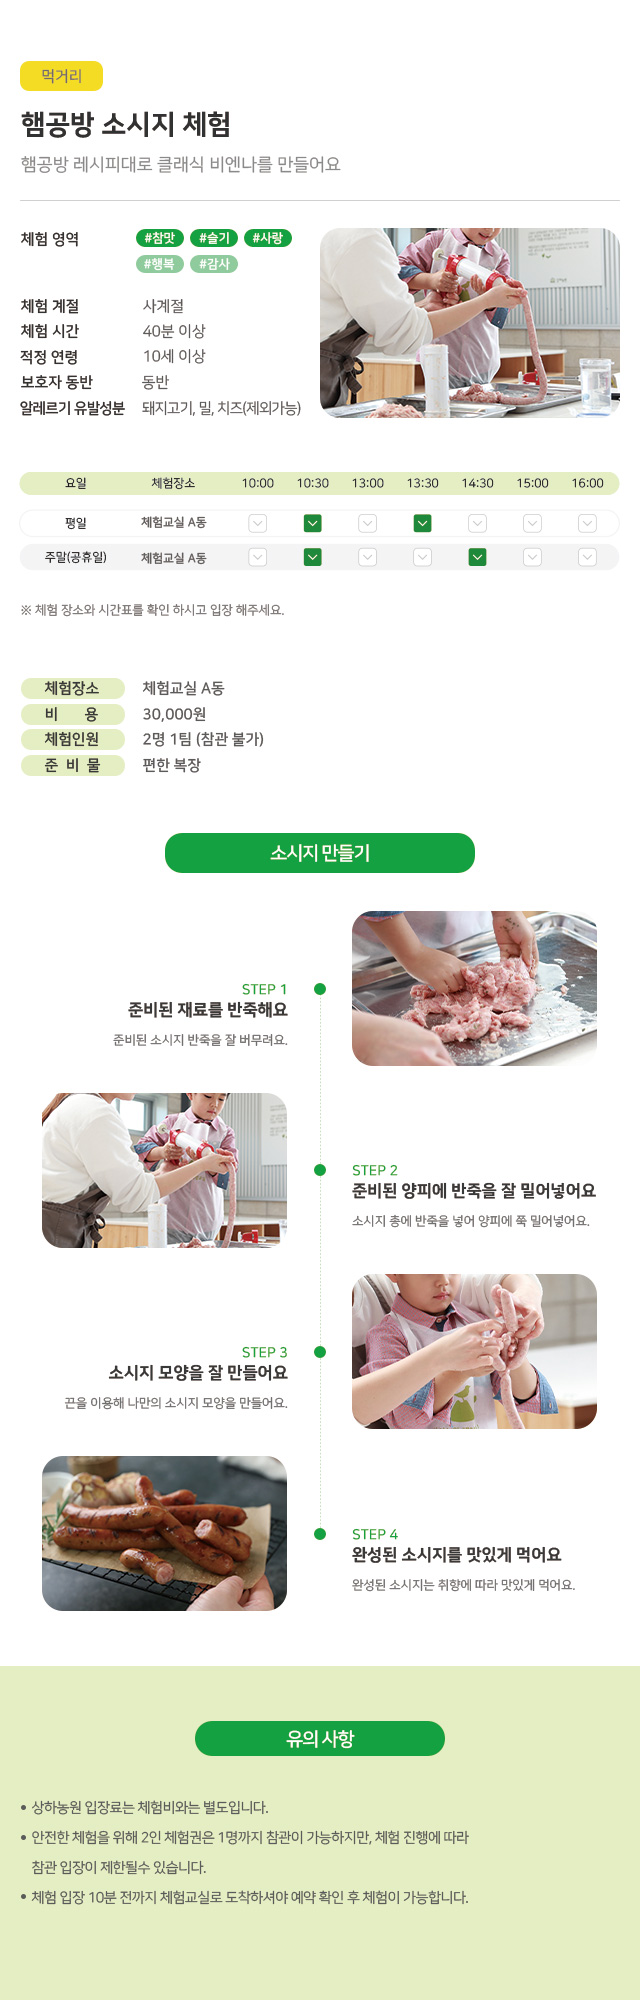 먹거리
햄공방 소시지 체험
햄공방 레시피대로 클래식 비엔나를 만들어요
체험 영역 #참맛 #슬기 #사랑
#행복 #감사
체험 계절 사계절
체험 시간 40분 이상
적정 연령 10세 이상
보호자 동반 동반
알레르기 유발성분 돼지고기, 밀, 치즈(제외가능)
요일 체험장소 10:00 10:30 13:00 13:30 14:30 15:00 16:00
평일 체험교실 A동
주말(공휴일) 체험교실 A동
※ 체험 장소와 시간표를 확인 하시고 입장 해주세요.
체험장소 체험교실 A동
비 용 30,000원
체험인원 2명 1팀 (참관 불가)
준 비 물 편한 복장
소시지 만들기
STEP 1
준비된 재료를 반죽해요
준비된 소시지 반죽을 잘 버무려요.
STEP 2
준비된 양피에 반죽을 잘 밀어넣어요
소시지 총에 반죽을 넣어 양피에 쭉 밀어넣어요.
STEP 3
소시지 모양을 잘 만들어요
끈을 이용해 나만의 소시지 모양을 만들어요.
STEP 4
완성된 소시지를 맛있게 먹어요
완성된 소시지는 취향에 따라 맛있게 먹어요.
유의 사항
• 상하농원 입장료는 체험비와는 별도입니다.
• 안전한 체험을 위해 2인 체험권은 1명까지 참관이 가능하지만, 체험 진행에 따라
참관 입장이 제한될수 있습니다.
• 체험 입장 10분 전까지 체험교실로 도착하셔야 예약 확인 후 체험이 가능합니다.